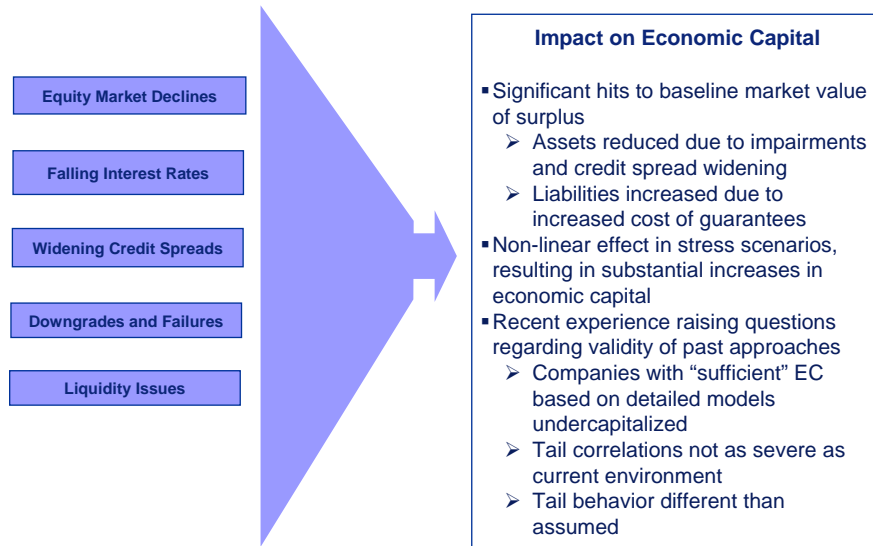 Equity Market Declines
Falling Interest Rates
Widening Credit Spreads
Downgrades and Failures
Liquidity Issues
Impact on Economic Capital
▪Significant hits to baseline market value
of surplus
➢ Assets reduced due to impairments
and credit spread widening
➢ Liabilities increased due to
increased cost of guarantees
▪Non-linear effect in stress scenarios,
resulting in substantial increases in
economic capital
▪Recent experience raising questions
regarding validity of past approaches
➢ Companies with “sufficient” EC
based on detailed models
undercapitalized
➢ Tail correlations not as severe as
current environment
➢ Tail behavior different than
assumed